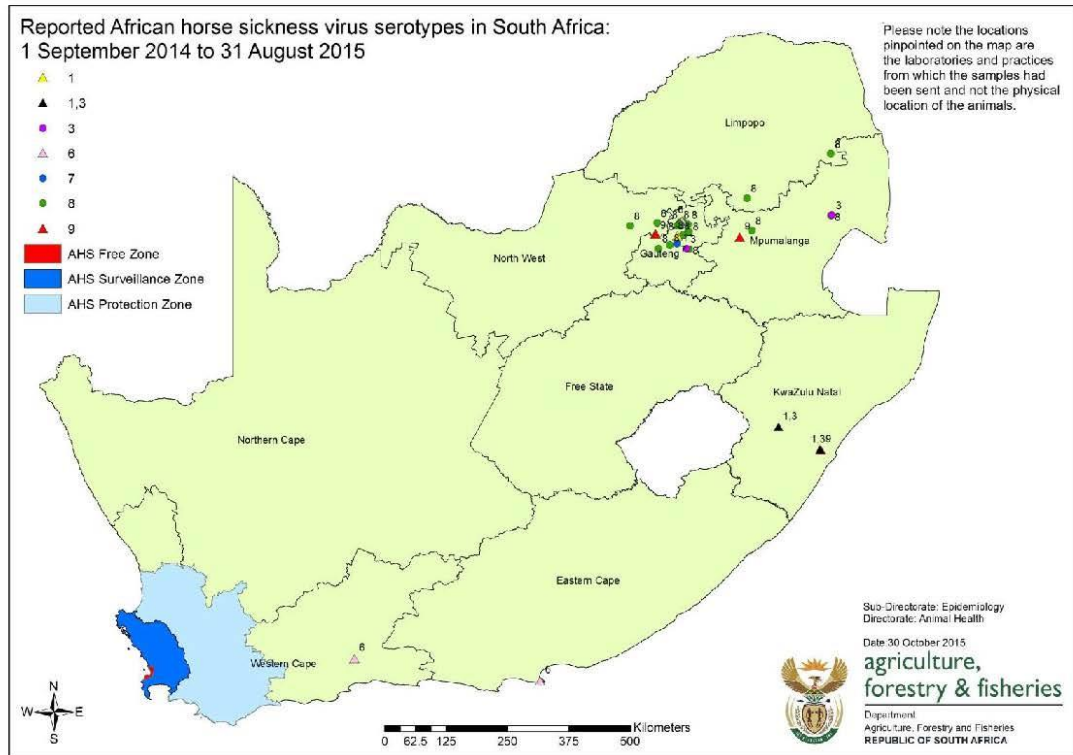 Reported African horse sickness virus serotypes in South Africa:
1 September 2014 to 31 August 2015
1
1,3
3
6
7
8
9
AHS Free Zone
AHS Surveillance Zone
AHS Protection Zone
Please note the locations
pinpointed on the map are
the laboratories and practices
from which the samples had
been sent and not the physical
location of the animals.
Limpopo
8
8
3
8
8
9
Mpumalanga
8
North West
Gauteng
3
8
Free State
KwaZulu Natal
1,3
1,39
Northern Cape
Eastern Cape
Western Cape
6
N
W
E
S
Kilometers
0 62.5 125 250 375 500
Sub-Directorate: Epidemiology
Directorate: Animal Health
Date 30 October 2015
agriculture,
forestry & fisheries
Department
Agriculture, Forestry and Fisheries
REPUBLIC OF SOUTH AFRICA